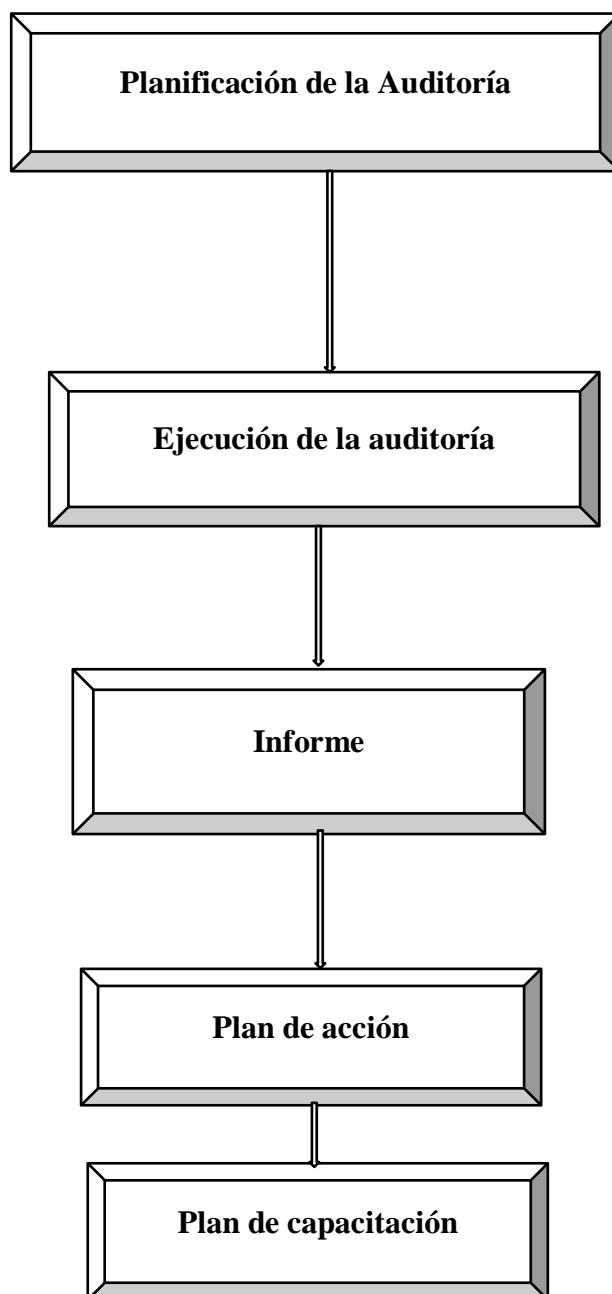 Planificación de la Auditoría
Ejecución de la auditoría
Informe
Plan de acción
Plan de capacitación